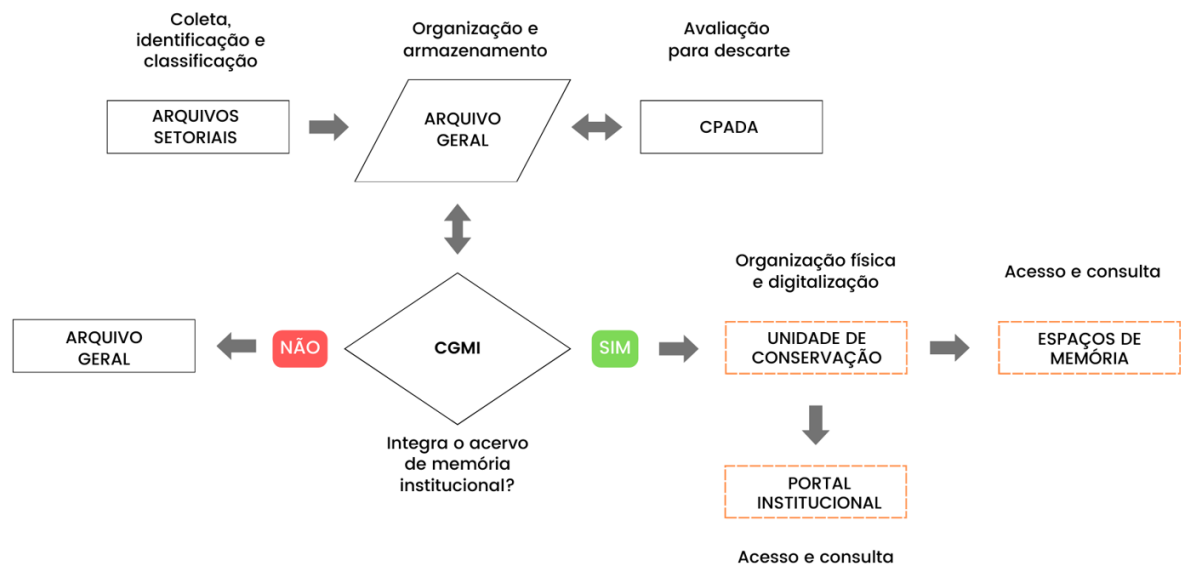 Coleta,
identificação e
classificação
ARQUIVOS
SETORIAIS
Organização e
armazenamento
ARQUIVO
GERAL
Avaliação
para descarte
CPADA
ARQUIVO
GERAL
NÃO
CGMI
Integra o acervo
de memória
institucional?
SIM
Organização física
e digitalização
UNIDADE DE
CONSERVAÇÃO
Acesso e consulta
ESPAÇOS DE
MEMÓRIA
PORTAL
INSTITUCIONAL
Acesso e consulta